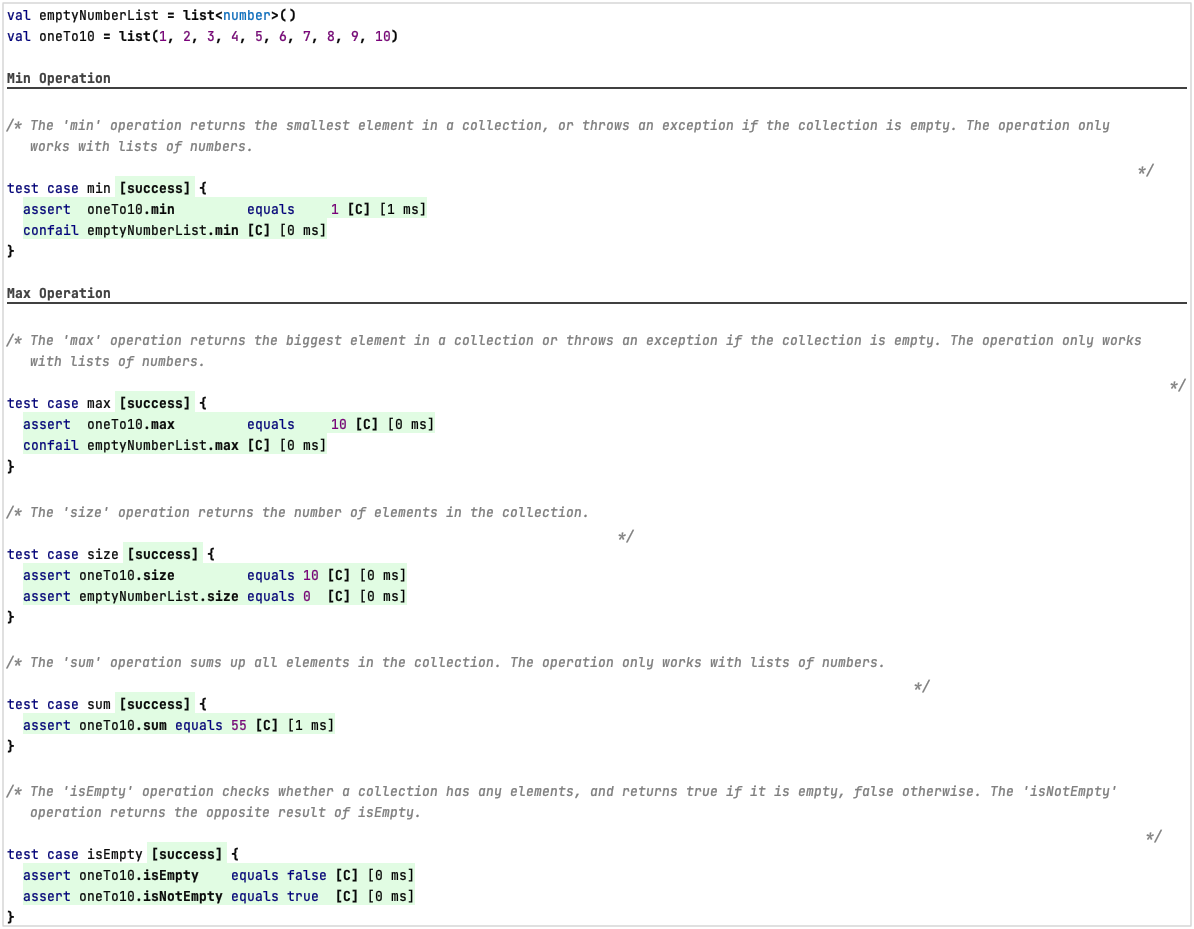 val emptyNumberList = list<number>()
val oneTo10 = list(1, 2, 3, 4, 5, 6, 7, 8, 9, 10)
Min Operation
/* The 'min' operation returns the smallest element in a collection, or throws an exception if the collection is empty. The operation only
works with lists of numbers.
*/
test case min [success] {
assert oneTo10.min equals 1 [C] [1 ms]
confail emptyNumberList.min [C] [0 ms]
}
Max Operation
/* The 'max' operation returns the biggest element in a collection or throws an exception if the collection is empty. The operation only works
with lists of numbers.
*/
test case max [success] {
assert oneTo10.max equals 10 [C] [0 ms]
confail emptyNumberList.max [C] [0 ms]
}
/* The 'size' operation returns the number of elements in the collection.
*/
test case size [success] {
assert oneTo10.size equals 10 [C] [0 ms]
assert emptyNumberList.size equals 0 [C] [0 ms]
}
/* The 'sum' operation sums up all elements in the collection. The operation only works with lists of numbers.
*/
test case sum [success] {
assert oneTo10.sum equals 55 [C] [1 ms]
}
/* The 'isEmpty' operation checks whether a collection has any elements, and returns true if it is empty, false otherwise. The 'isNotEmpty'
operation returns the opposite result of isEmpty.
*/
test case isEmpty [success] {
assert oneTo10.isEmpty equals false [C] [0 ms]
assert oneTo10.isNotEmpty equals true [C] [0 ms]
}